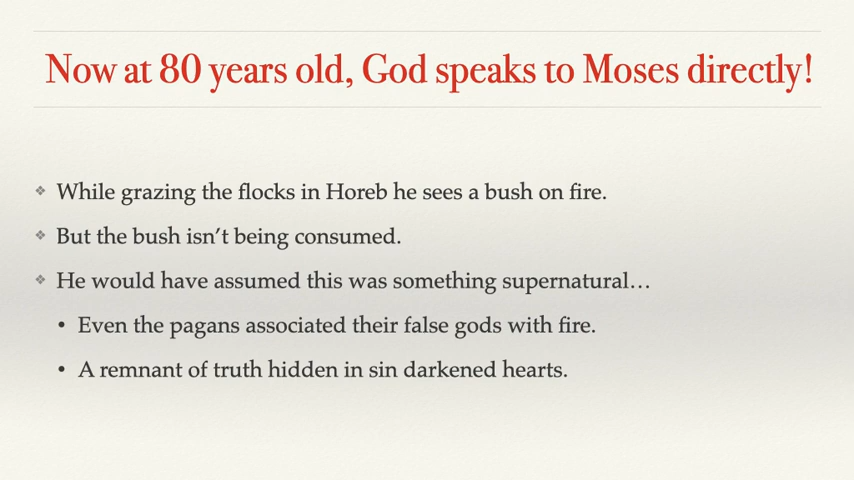 Now at 80 years old, God speaks to Moses directly!
❖ While grazing the flocks in Horeb he sees a bush on fire.
❖ But the bush isn’t being consumed.
❖ He would have assumed this was something supernatural…
• Even the pagans associated their false gods with fire.
• A remnant of truth hidden in sin darkened hearts.